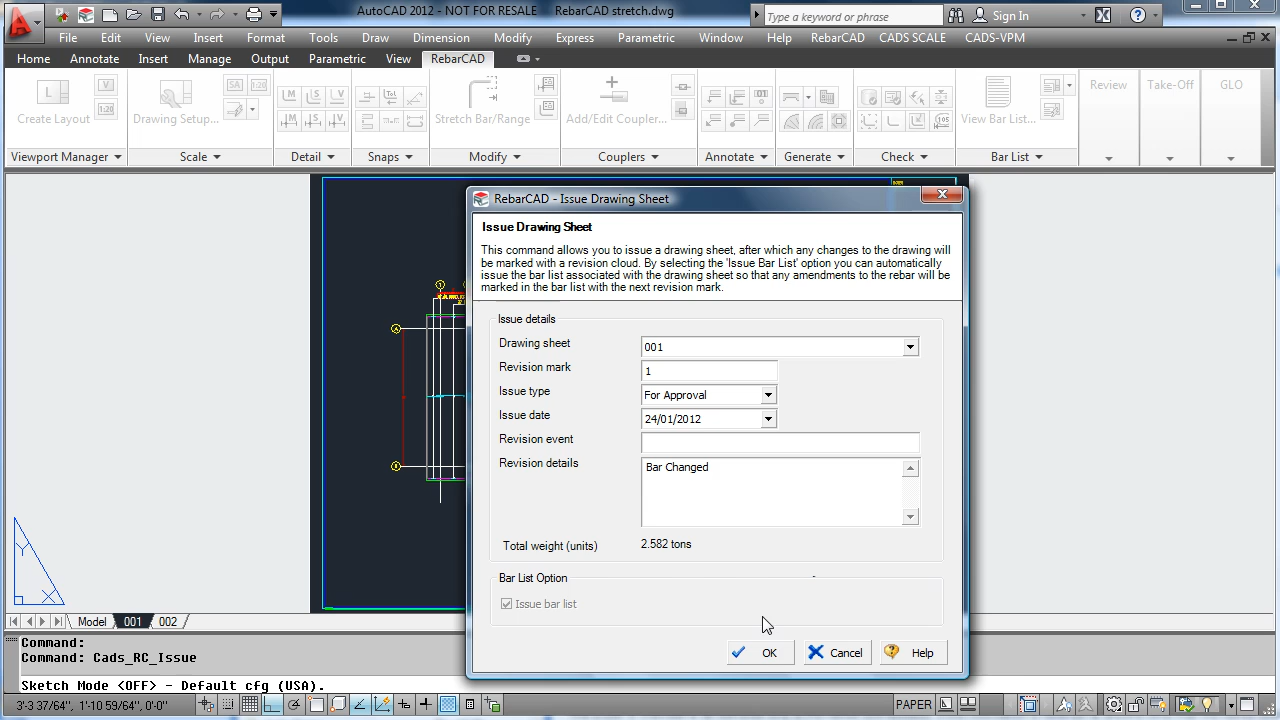 AutoCAD 2012 - NOT FOR RESALE RebarCAD stretch.dwg
Type a keyword or phrase
Sign In
File Edit View Insert Format Tools Draw Dimension Modify Express Parametric Window Help RebarCAD CADS SCALE CADS-VPM
Home Annotate Insert Manage Output Parametric View RebarCAD
Create Layout
V
1:20
Drawing Setup...
SA 1:20
Stretch Bar/Range
Add/Edit Coupler...
View Bar List...
Review
Take-Off
GLO
Viewport Manager Scale Detail Snaps Modify Couplers Annotate Generate Check Bar List
RebarCAD - Issue Drawing Sheet
Issue Drawing Sheet
This command allows you to issue a drawing sheet, after which any changes to the drawing will
be marked with a revision cloud. By selecting the 'Issue Bar List' option you can automatically
issue the bar list associated with the drawing sheet so that any amendments to the rebar will be
marked in the bar list with the next revision mark.
Issue details
Drawing sheet 001
Revision mark 1
Issue type For Approval
Issue date 24/01/2012
Revision event
Revision details Bar Changed
Total weight (units) 2.582 tons
Bar List Option
Issue bar list
OK Cancel Help
Y
X
Model 001 002
Command:
Command: Cads_RC_Issue
Sketch Mode <OFF> - Default cfg (USA).
3'-3 37/64", 1'-10 59/64", 0'-0"
PAPER